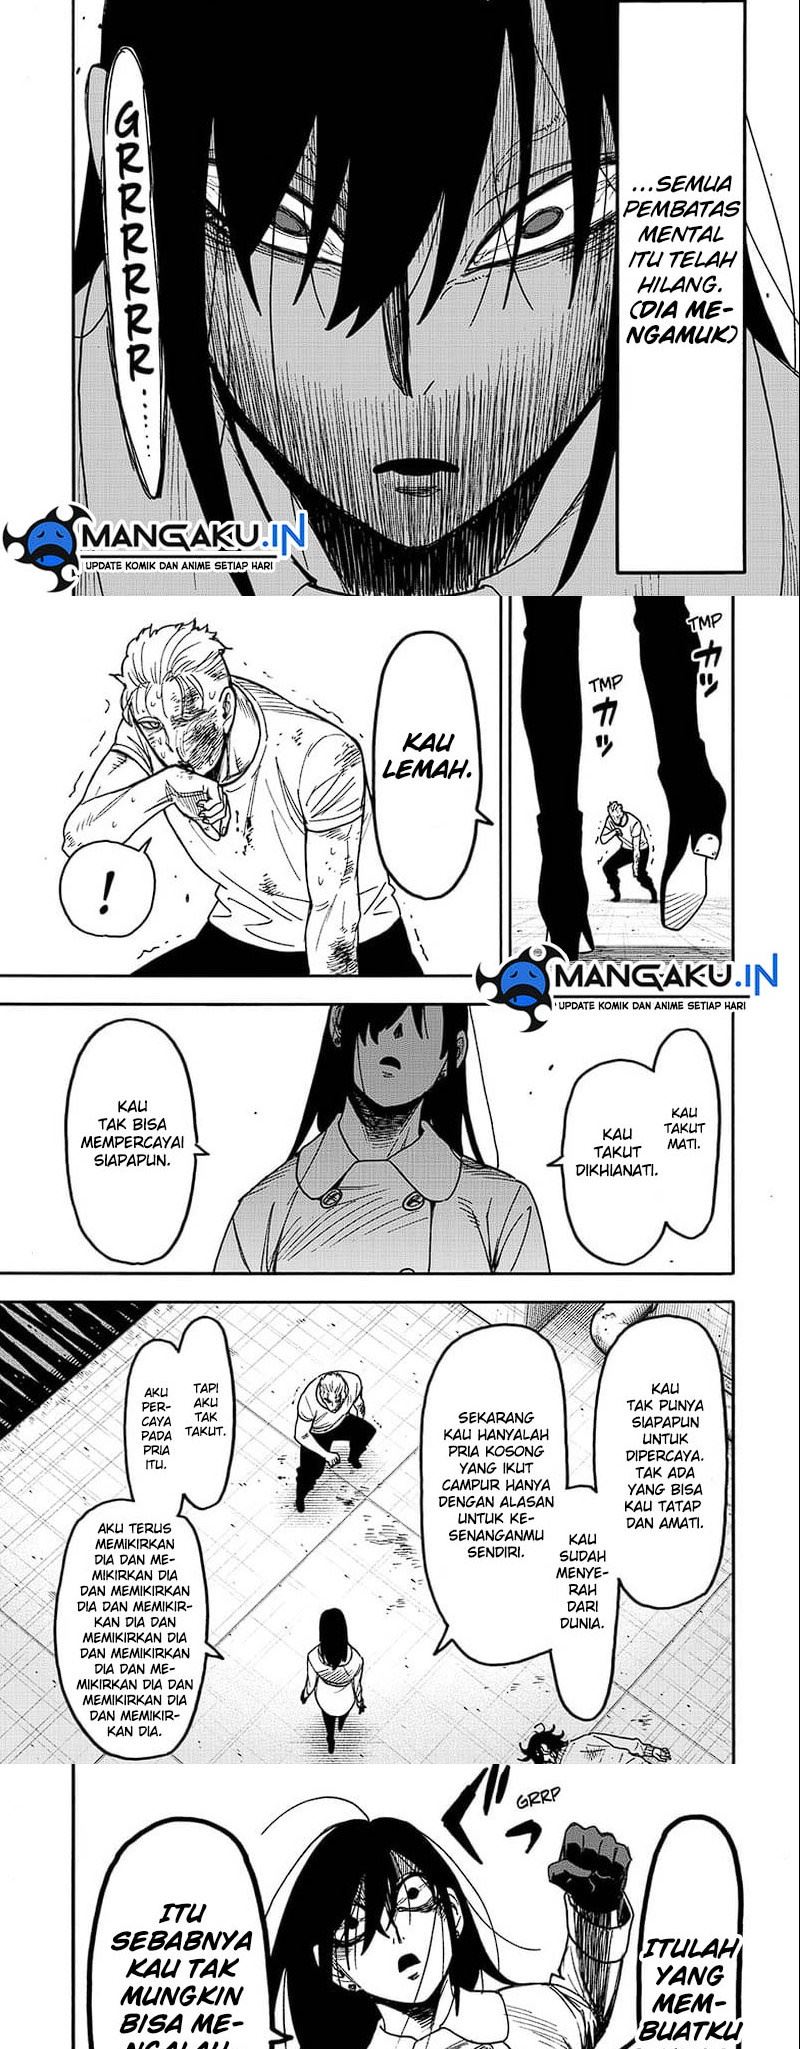 ...SEMUA
PEMBATAS
MENTAL
ITU TELAH
HILANG.
(DIA ME-
NGAMUK)
GRRRRRR......
MANGAKU.IN
UPDATE KOMIK DAN ANIME SETIAP HARI
TMP
カッ
TMP
カッ
KAU
LEMAH.
!
MANGAKU.IN
UPDATE KOMIK DAN ANIME SETIAP HARI
KAU
TAKUT
MATI.
KAU
TAKUT
DIKHIANATI.
KAU
TAK BISA
MEMPERCAYAI
SIAPAPUN.
KAU
TAK PUNYA
SIAPAPUN
UNTUK
DIPERCAYA.
TAK ADA
YANG BISA
KAU TATAP
DAN AMATI.
KAU
SUDAH
MENYE-
RAH
DARI
DUNIA.
SEKARANG
KAU HANYALAH
PRIA KOSONG
YANG IKUT
CAMPUR HANYA
DENGAN ALASAN
UNTUK KE-
SENANGANMU
SENDIRI.
TAPI
AKU TAK
TAKUT.
AKU
PER-
CAYA
PADA
PRIA
ITU.
AKU TERUS
MEMIKIRKAN
DIA DAN ME-
MIKIRKAN DIA
DAN MEMIKIRKAN
DIA DAN MEMIKIR-
KAN DIA DAN
MEMIKIRKAN DIA
DAN MEMIKIRKAN
DIA DAN ME-
MIKIRKAN DIA DAN
MEMIKIRKAN DIA
DAN MEMIKIR-
KAN DIA.
GRRP
ITULAH
YANG
MEM-
BUATKU
ITU
SEBABNYA
KAU TAK
MUNGKIN
BISA ME-